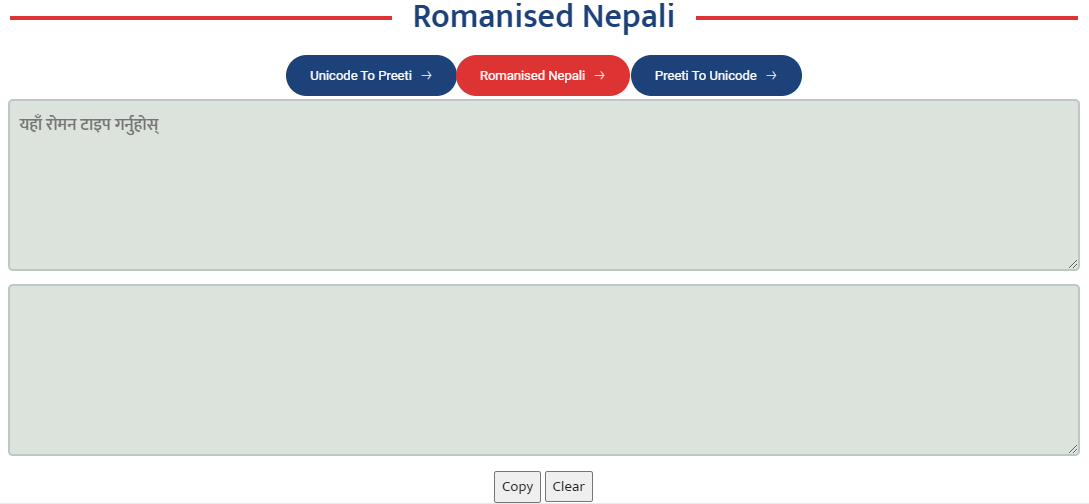 Romanised Nepali
Unicode To Preeti → Romanised Nepali → Preeti To Unicode →
यहाँ रोमन टाइप गर्नुहोस्
Copy Clear